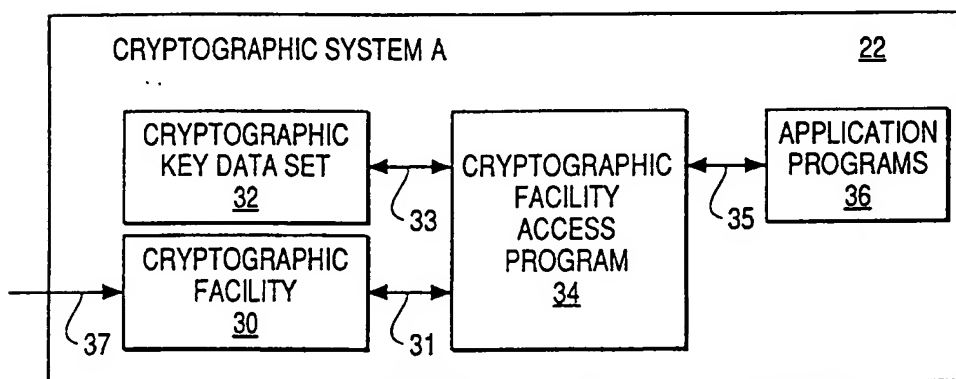 CRYPTOGRAPHIC SYSTEM A
22
CRYPTOGRAPHIC
KEY DATA SET
32
33
CRYPTOGRAPHIC
FACILITY
30
37
31
CRYPTOGRAPHIC
FACILITY
ACCESS
PROGRAM
34
35
APPLICATION
PROGRAMS
36